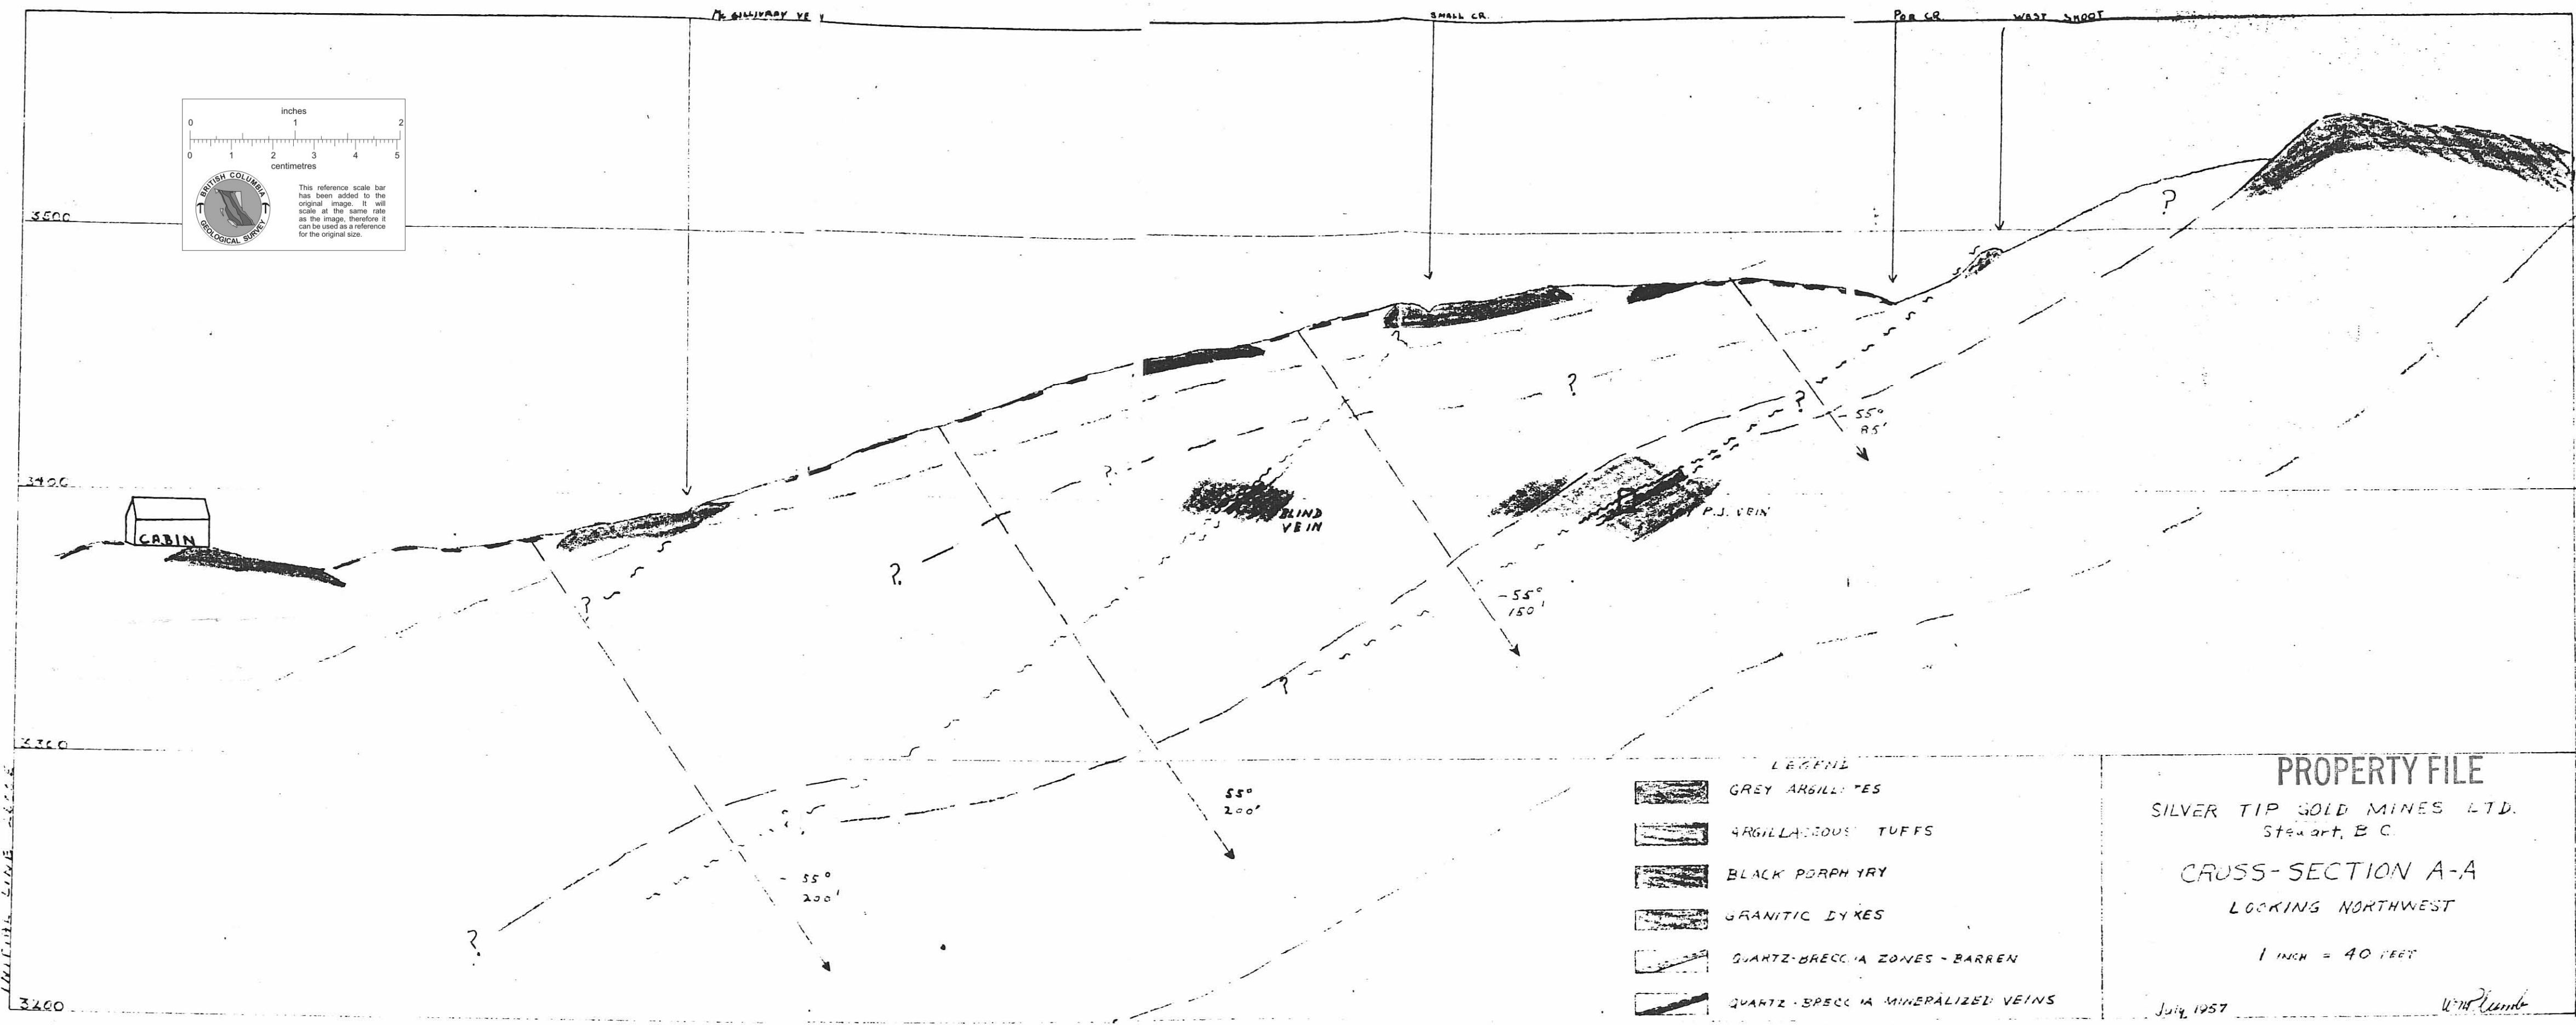 SMALL CR.
POR CR.
WAST SHOOT
inches
0 1 2
0 1 2 3 4 5
centimetres
BRITISH COLUMBIA
GEOLOGICAL SURVEY
This reference scale bar
has been added to the
original image. It will
scale at the same rate
as the image, therefore it
can be used as a reference
for the original size.
3500
?
?
?
?
- 55°
85'
3400
?
BLIND
VEIN
P.J. VEIN
CABIN
?
?
- 55°
150'
?
3300
55°
200'
- 55°
200'
?
3200
LEGEND
GREY ARGILLITES
ARGILLACEOUS TUFFS
BLACK PORPHYRY
GRANITIC DYKES
QUARTZ-BRECCIA ZONES - BARREN
QUARTZ-BRECCIA MINERALIZED VEINS
PROPERTY FILE
SILVER TIP GOLD MINES LTD.
Stewart, B C.
CROSS-SECTION A-A
LOOKING NORTHWEST
1 INCH = 40 FEET
July 1957